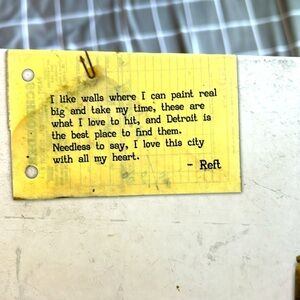 I like walls where I can paint real
big and take my time, these are
what I love to hit, and Detroit is
the best place to find them.
Needless to say, I love this city
with all my heart.
- Reft